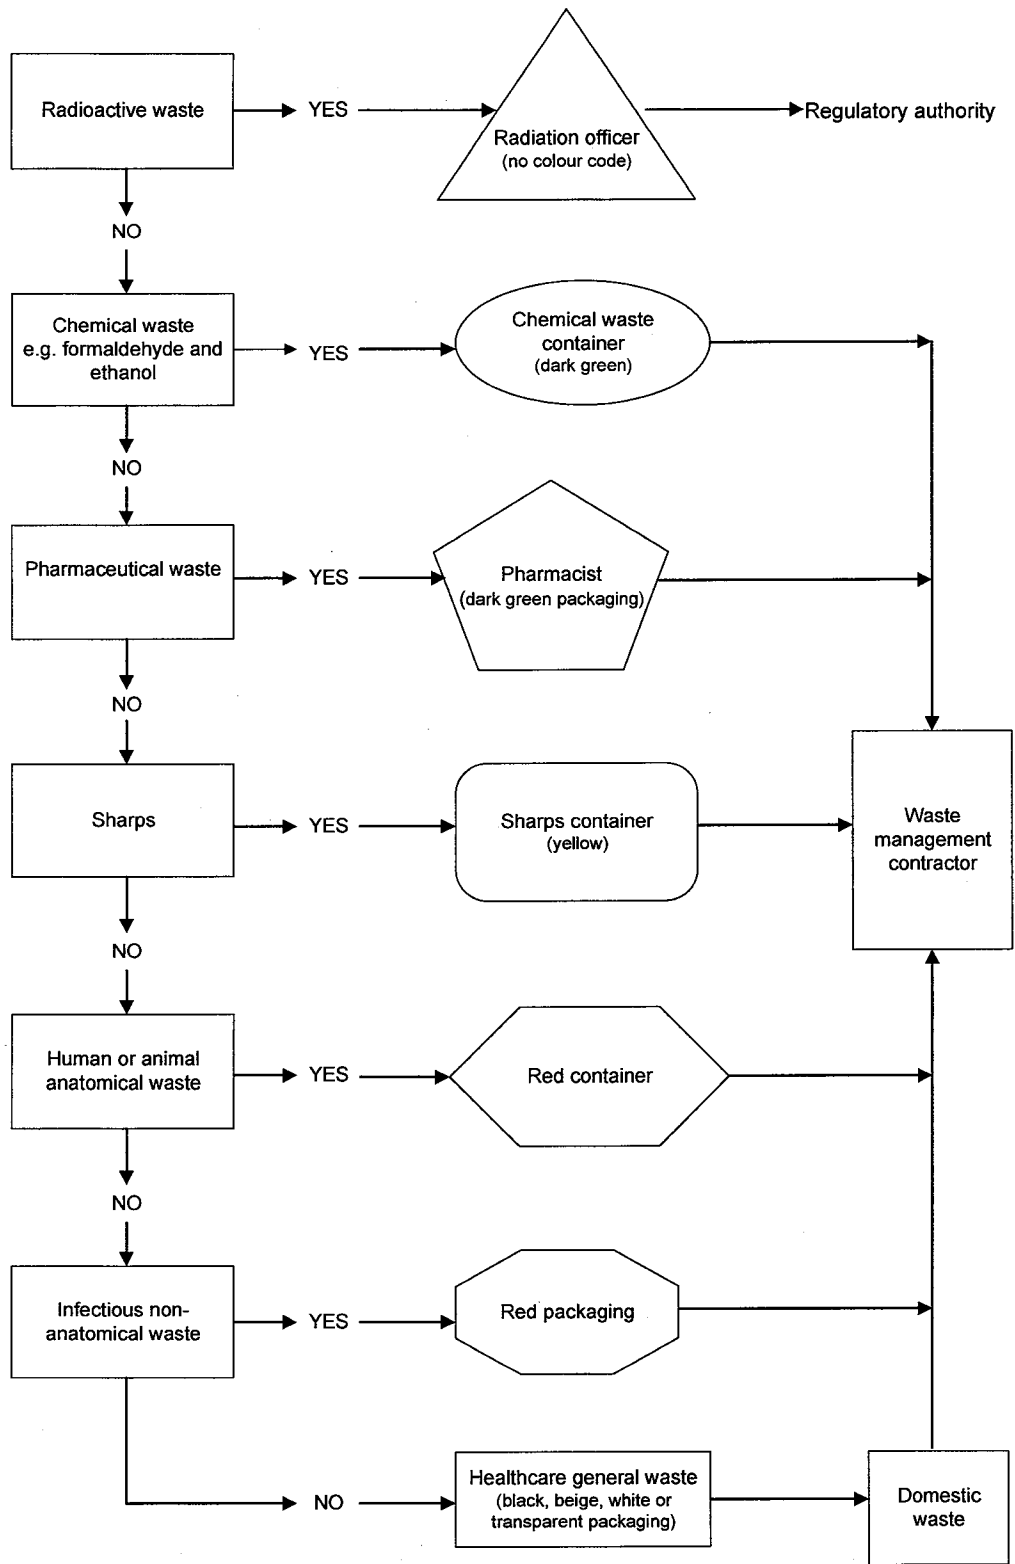 Radioactive waste
YES
Radiation officer
(no colour code)
Regulatory authority
NO
Chemical waste
e.g. formaldehyde and
ethanol
YES
Chemical waste
container
(dark green)
NO
Pharmaceutical waste
YES
Pharmacist
(dark green packaging)
NO
Sharps
YES
Sharps container
(yellow)
Waste
management
contractor
NO
Human or animal
anatomical waste
YES
Red container
NO
Infectious non-
anatomical waste
YES
Red packaging
NO
Healthcare general waste
(black, beige, white or
transparent packaging)
Domestic
waste